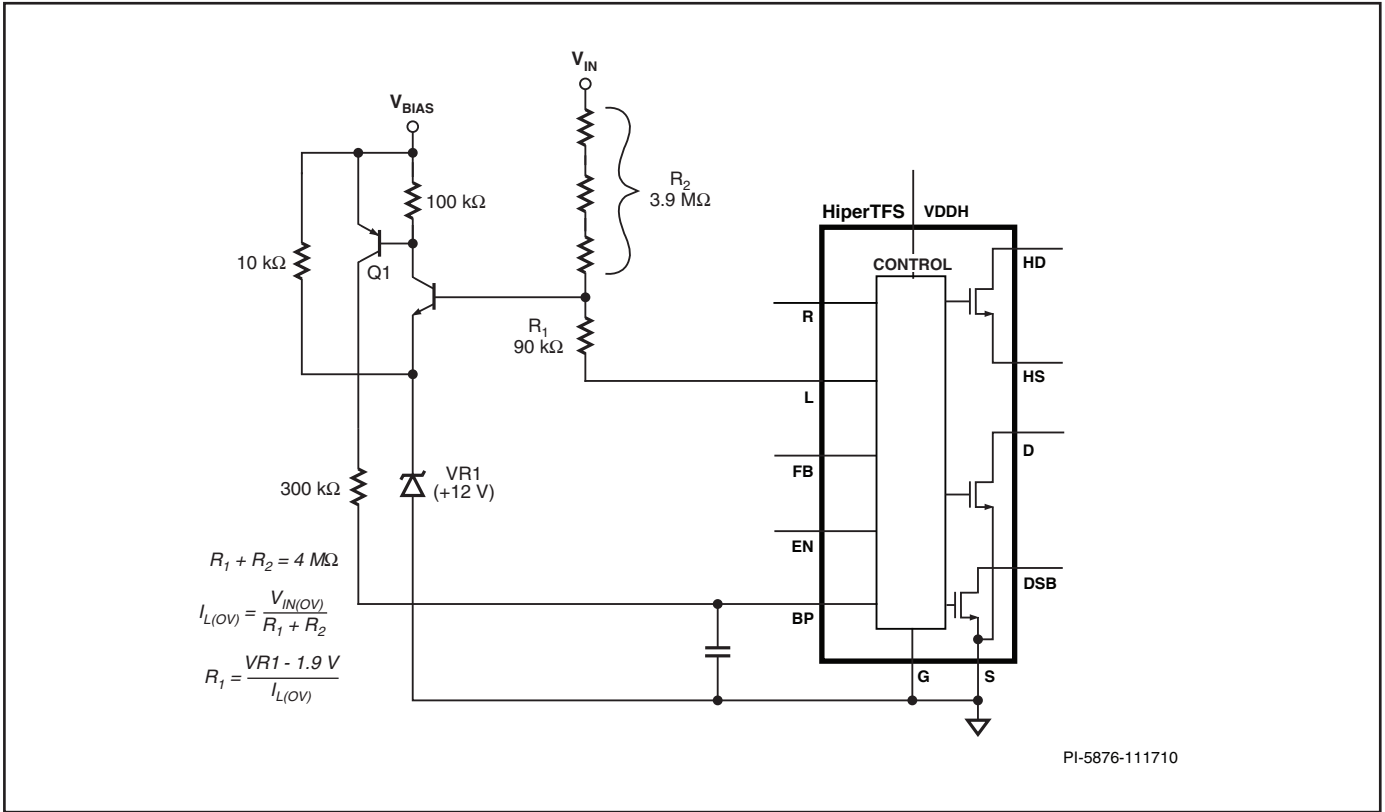 V_IN
V_BIAS
100 kΩ
R_2
3.9 MΩ
HiperTFS VDDH
CONTROL
HD
10 kΩ
Q1
R
R_1
90 kΩ
HS
L
D
FB
VR1
(+12 V)
300 kΩ
EN
R_1 + R_2 = 4 MΩ
DSB
I_L(OV) = V_IN(OV) / R_1 + R_2
BP
R_1 = VR1 - 1.9 V / I_L(OV)
G
S
PI-5876-111710